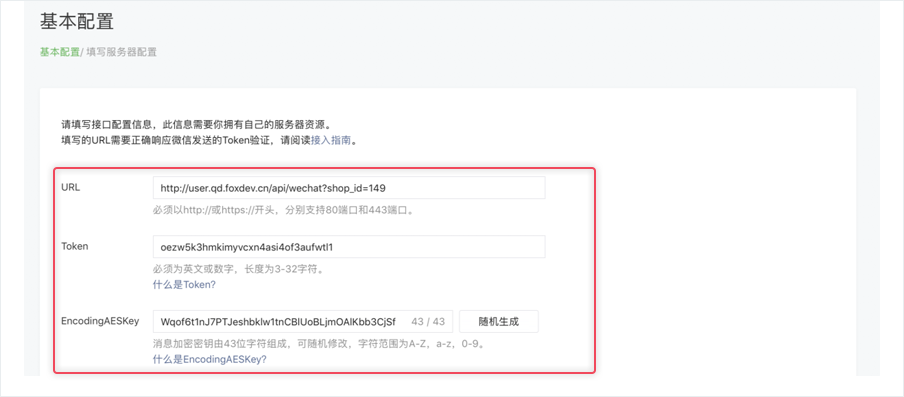 基本配置
基本配置/ 填写服务器配置
请填写接口配置信息，此信息需要你拥有自己的服务器资源。
填写的URL需要正确响应微信发送的Token验证，请阅读接入指南。
URL
http://user.qd.foxdev.cn/api/wechat?shop_id=149
必须以http://或https://开头，分别支持80端口和443端口。
Token
oezw5k3hmkimyvcxn4asi4of3aufwtl1
必须为英文或数字，长度为3-32字符。
什么是Token?
EncodingAESKey
Wqof6t1nJ7PTJeshbklw1tnCBIUoBLjmOAlKbb3CjSf 43 / 43 随机生成
消息加密密钥由43位字符组成，可随机修改，字符范围为A-Z，a-z，0-9。
什么是EncodingAESKey?